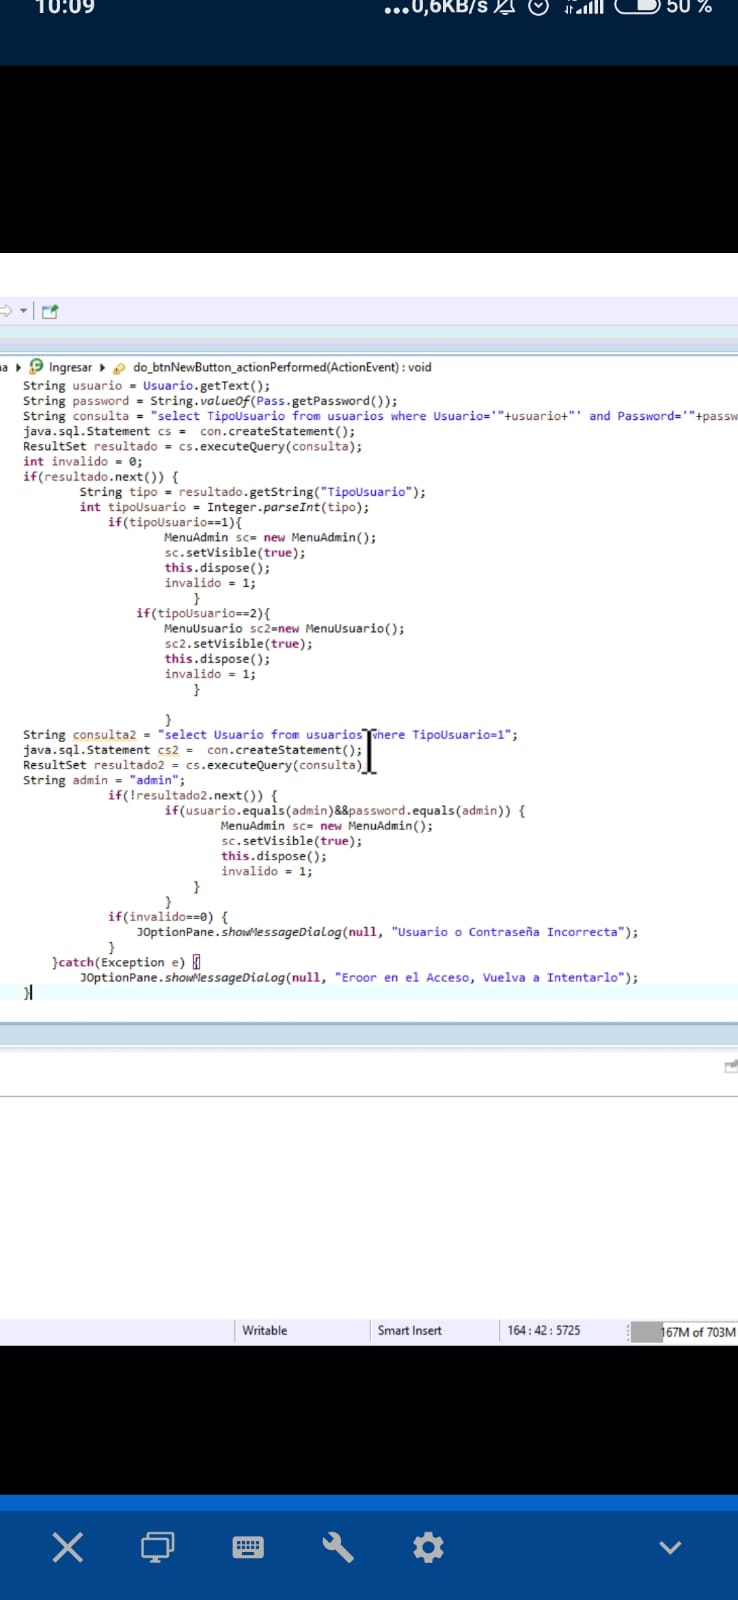 10:09 ...0,6KB/s 50 %
Ingresar do_btnNewButton_actionPerformed(ActionEvent) : void
String usuario = Usuario.getText();
String password = String.valueOf(Pass.getPassword());
String consulta = "select TipoUsuario from usuarios where Usuario='"+usuario+"' and Password='"+passw
java.sql.Statement cs = con.createStatement();
ResultSet resultado = cs.executeQuery(consulta);
int invalido = 0;
if(resultado.next()) {
String tipo = resultado.getString("TipoUsuario");
int tipoUsuario = Integer.parseInt(tipo);
if(tipoUsuario==1){
MenuAdmin sc= new MenuAdmin();
sc.setVisible(true);
this.dispose();
invalido = 1;
}
if(tipoUsuario==2){
MenuUsuario sc2=new MenuUsuario();
sc2.setVisible(true);
this.dispose();
invalido = 1;
}
}
String consulta2 = "select Usuario from usuarios where TipoUsuario=1";
java.sql.Statement cs2 = con.createStatement();
ResultSet resultado2 = cs.executeQuery(consulta)
String admin = "admin";
if(!resultado2.next()) {
if(usuario.equals(admin)&&password.equals(admin)) {
MenuAdmin sc= new MenuAdmin();
sc.setVisible(true);
this.dispose();
invalido = 1;
}
}
if(invalido==0) {
JOptionPane.showMessageDialog(null, "Usuario o Contraseña Incorrecta");
}
}catch(Exception e) {
JOptionPane.showMessageDialog(null, "Eroor en el Acceso, Vuelva a Intentarlo");
}
Writable Smart Insert 164 : 42 : 5725 167M of 703M